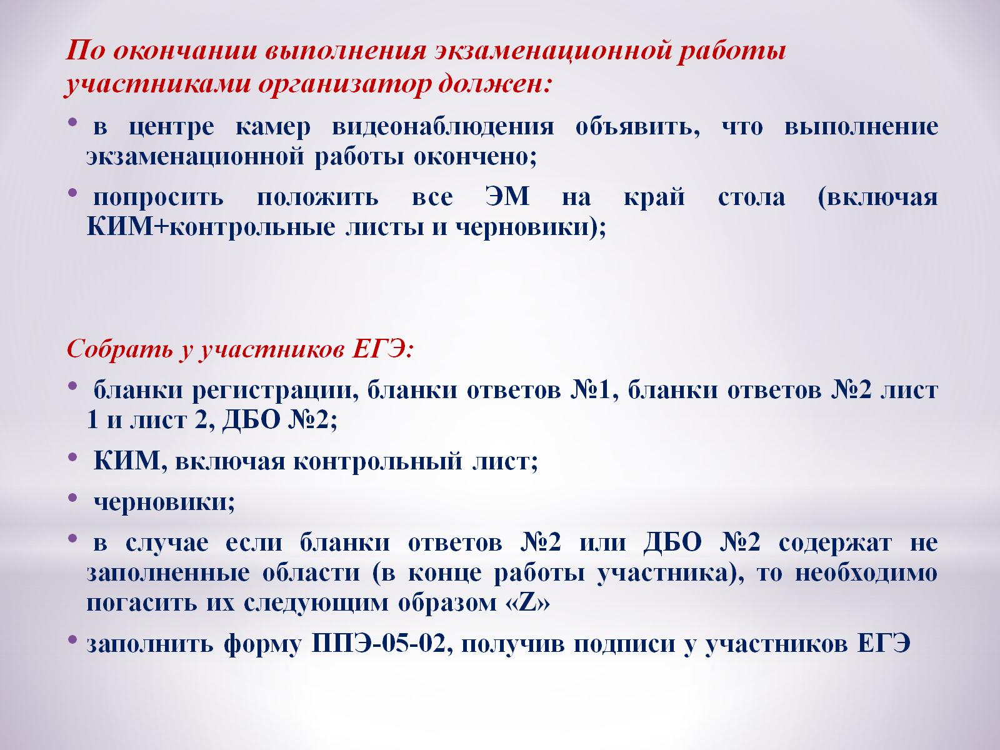 По окончании выполнения экзаменационной работы
участниками организатор должен:
• в центре камер видеонаблюдения объявить, что выполнение
экзаменационной работы окончено;
• попросить положить все ЭМ на край стола (включая
КИМ+контрольные листы и черновики);
Собрать у участников ЕГЭ:
• бланки регистрации, бланки ответов №1, бланки ответов №2 лист
1 и лист 2, ДБО №2;
• КИМ, включая контрольный лист;
• черновики;
• в случае если бланки ответов №2 или ДБО №2 содержат не
заполненные области (в конце работы участника), то необходимо
погасить их следующим образом «Z»
• заполнить форму ППЭ-05-02, получив подписи у участников ЕГЭ